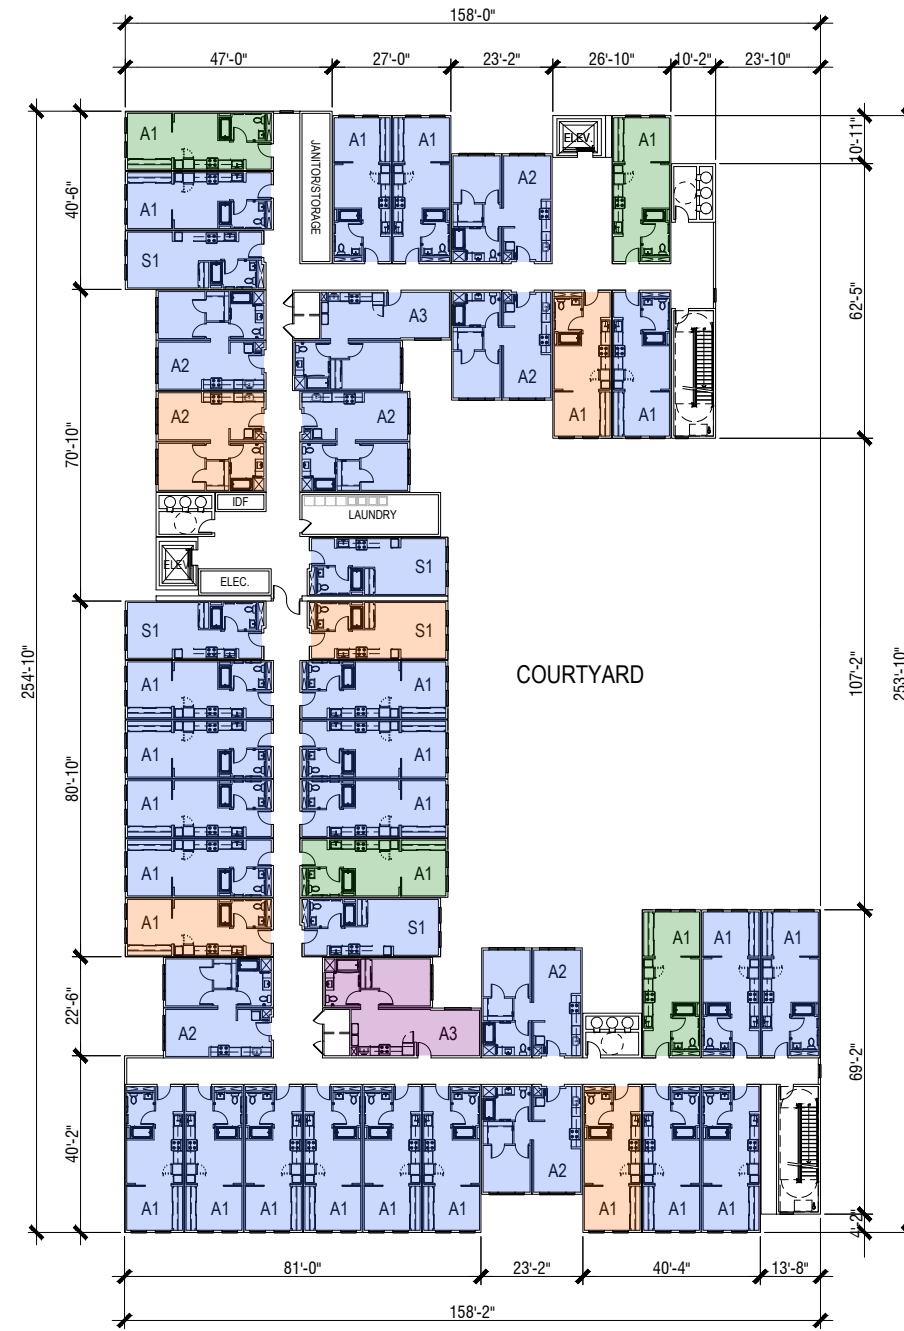 158'-0"
47'-0" 27'-0" 23'-2" 26'-10" 10'-2" 23'-10"
A1 A1 A1 ELEV. A1
JANITOR/STORAGE
10'-11"
A2
40'-6"
A1
S1
254'-10"
62'-5"
253'-10"
A3
A2 A2
A2 A2 A1 A1
70'-10"
IDF
LAUNDRY
ELEV.
S1
ELEC.
S1 S1
COURTYARD
A1 A1
107'-2"
A1 A1
80'-10"
A1 A1
A1 A1
A1 S1
A1 A1 A1
A2
22'-6"
A2 A3
69'-2"
40'-2"
A2
A1 A1 A1 A1 A1 A1 A1 A1 A1
4'-2"
81'-0" 23'-2" 40'-4" 13'-8"
158'-2"